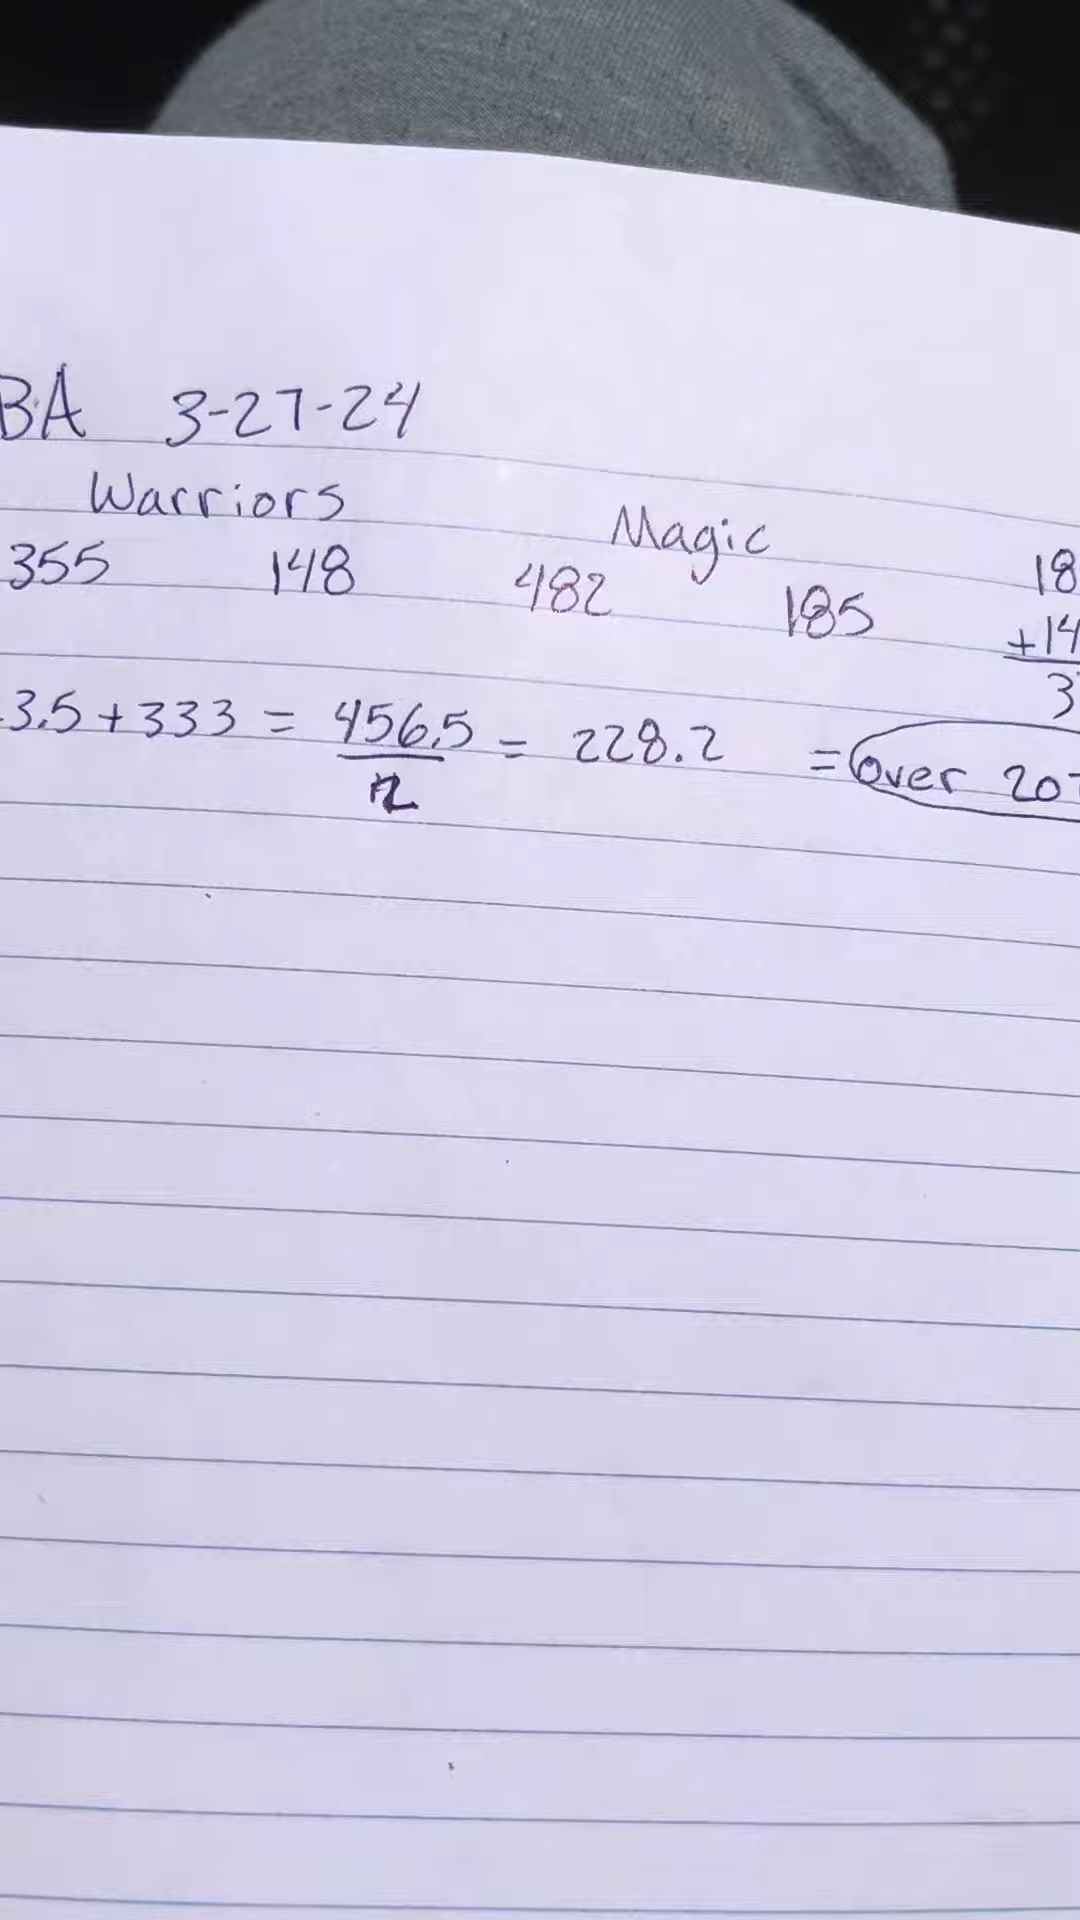 BA 3-27-24
Warriors Magic
355 148 482 185 18
+14
3
3.5 + 333 = 456.5 = 228.2 = over 207
2